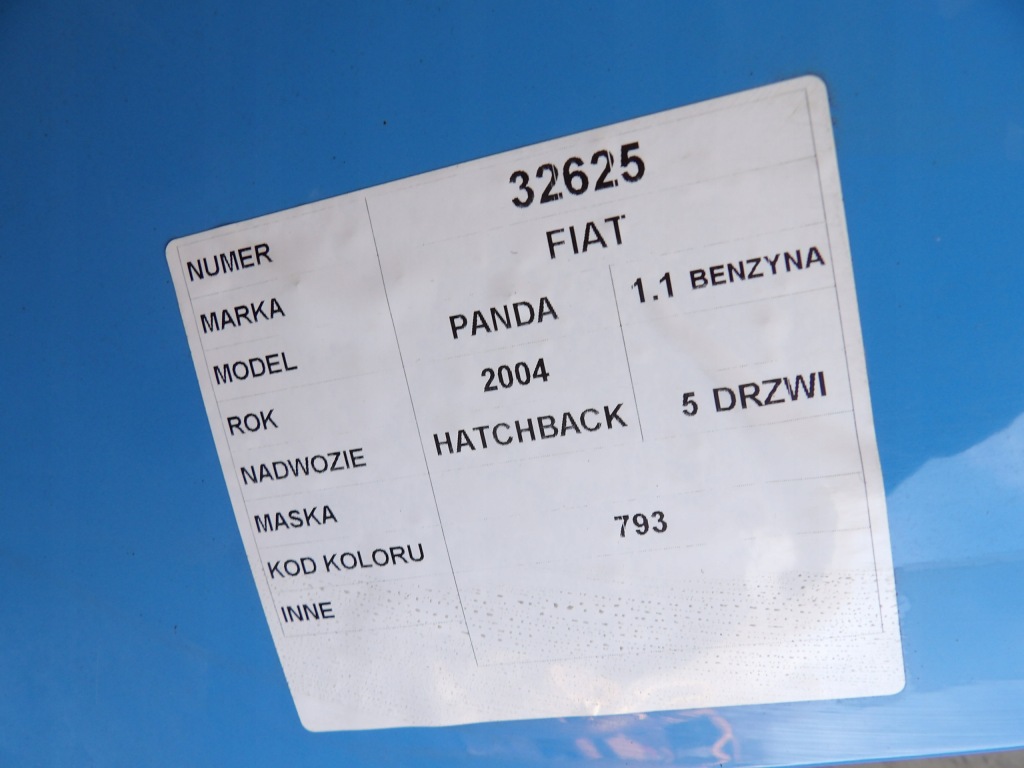 NUMER 32625
MARKA FIAT
MODEL PANDA 1.1 BENZYNA
ROK 2004
NADWOZIE HATCHBACK 5 DRZWI
MASKA
KOD KOLORU 793
INNE